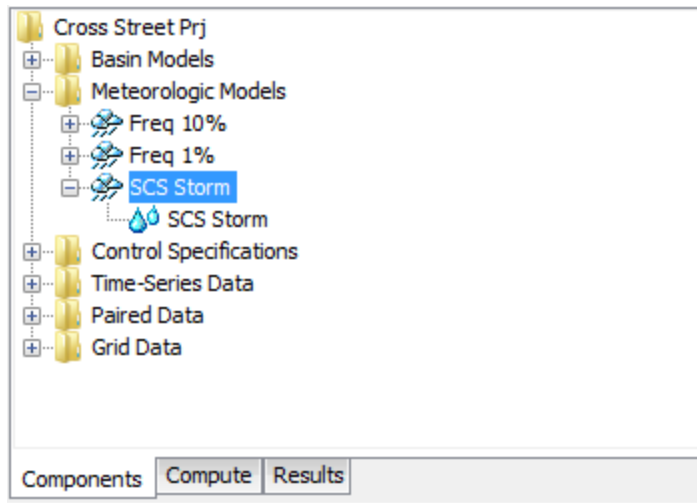 Cross Street Prj
Basin Models
Meteorologic Models
Freq 10%
Freq 1%
SCS Storm
SCS Storm
Control Specifications
Time-Series Data
Paired Data
Grid Data
Components Compute Results